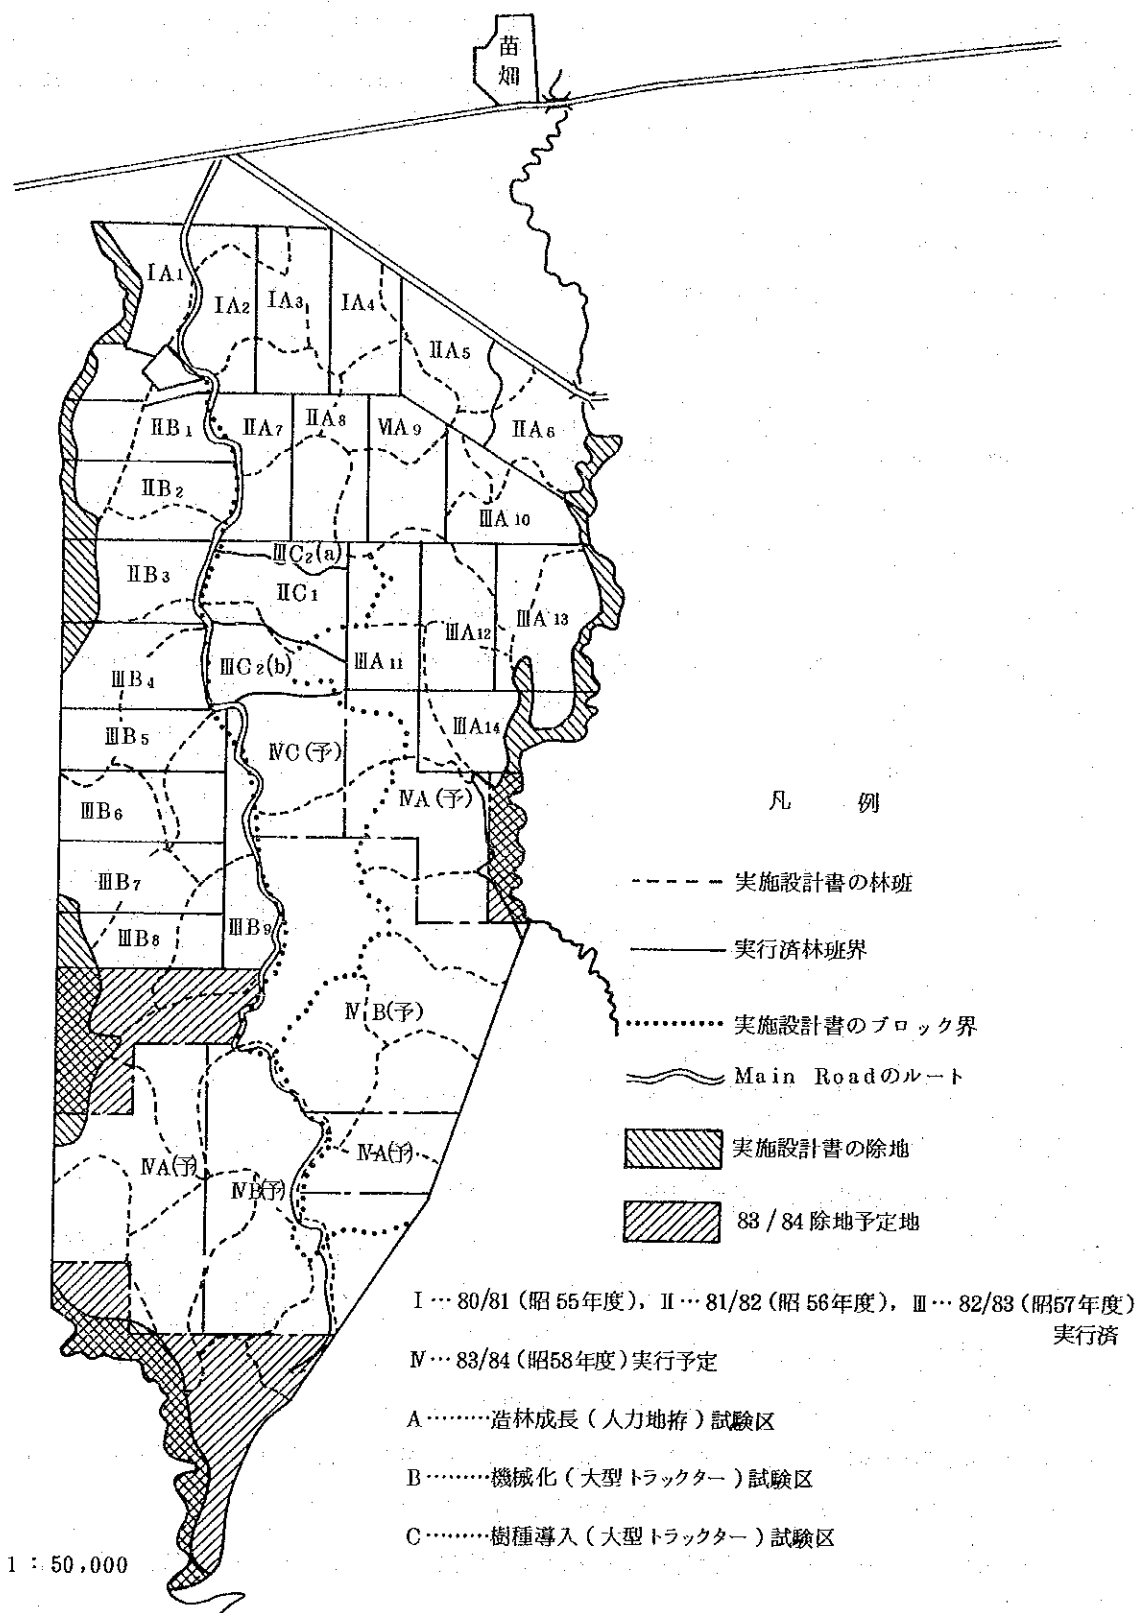 苗畑
ⅠA1
ⅠA2
ⅠA3
ⅠA4
ⅡA5
ⅡA6
ⅡB1
ⅡA7
ⅡA8
ⅦA9
ⅡB2
ⅢA10
ⅢC2(a)
ⅡB3
ⅡC1
ⅢA12
ⅢA13
ⅢB4
ⅢC2(b)
ⅢA11
ⅢB5
ⅣC(予)
ⅢA14
ⅢB6
ⅣA(予)
ⅢB7
ⅢB8
ⅢB9
ⅣB(予)
ⅣA(予)
ⅣB(予)
ⅣA(予)
凡 例
実施設計書の林班
実行済林班界
実施設計書のブロック界
Main Roadのルート
実施設計書の除地
83/84除地予定地
Ⅰ…80/81(昭55年度),Ⅱ…81/82(昭56年度),Ⅲ…82/83(昭57年度)
実行済
Ⅳ…83/84(昭58年度)実行予定
A………造林成長(人力地拵)試験区
B………機械化(大型トラックター)試験区
C………樹種導入(大型トラックター)試験区
1:50,000